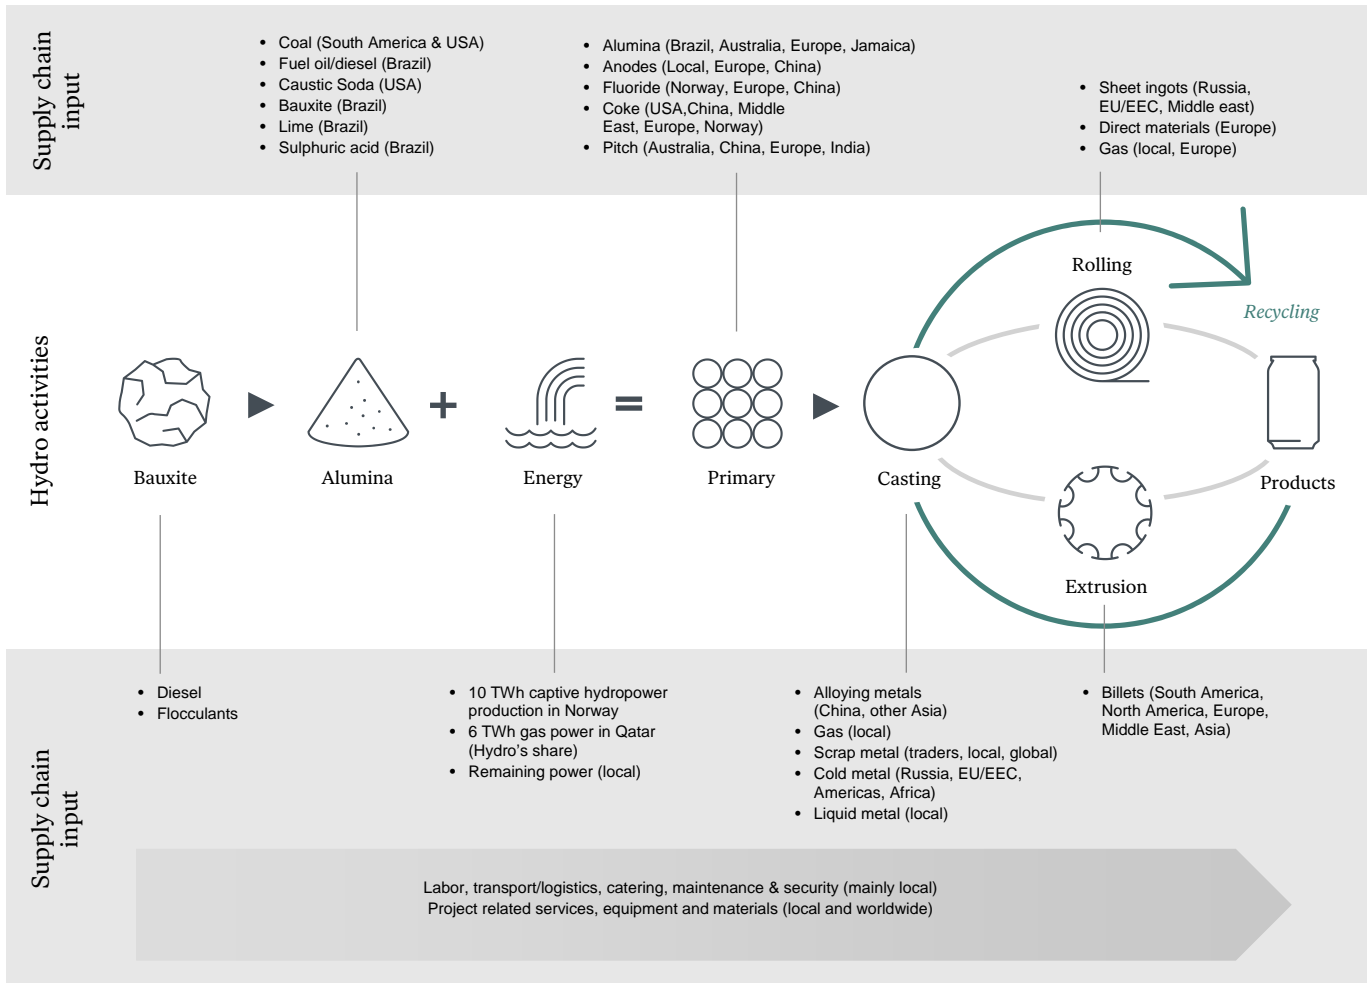 Supply chain
input
• Coal (South America & USA)
• Fuel oil/diesel (Brazil)
• Caustic Soda (USA)
• Bauxite (Brazil)
• Lime (Brazil)
• Sulphuric acid (Brazil)
• Alumina (Brazil, Australia, Europe, Jamaica)
• Anodes (Local, Europe, China)
• Fluoride (Norway, Europe, China)
• Coke (USA,China, Middle
East, Europe, Norway)
• Pitch (Australia, China, Europe, India)
• Sheet ingots (Russia,
EU/EEC, Middle east)
• Direct materials (Europe)
• Gas (local, Europe)
Hydro activities
Bauxite
Alumina
+
Energy
=
Primary
Casting
Rolling
Recycling
Extrusion
Products
Supply chain
input
• Diesel
• Flocculants
• 10 TWh captive hydropower
production in Norway
• 6 TWh gas power in Qatar
(Hydro’s share)
• Remaining power (local)
• Alloying metals
(China, other Asia)
• Gas (local)
• Scrap metal (traders, local, global)
• Cold metal (Russia, EU/EEC,
Americas, Africa)
• Liquid metal (local)
• Billets (South America,
North America, Europe,
Middle East, Asia)
Labor, transport/logistics, catering, maintenance & security (mainly local)
Project related services, equipment and materials (local and worldwide)